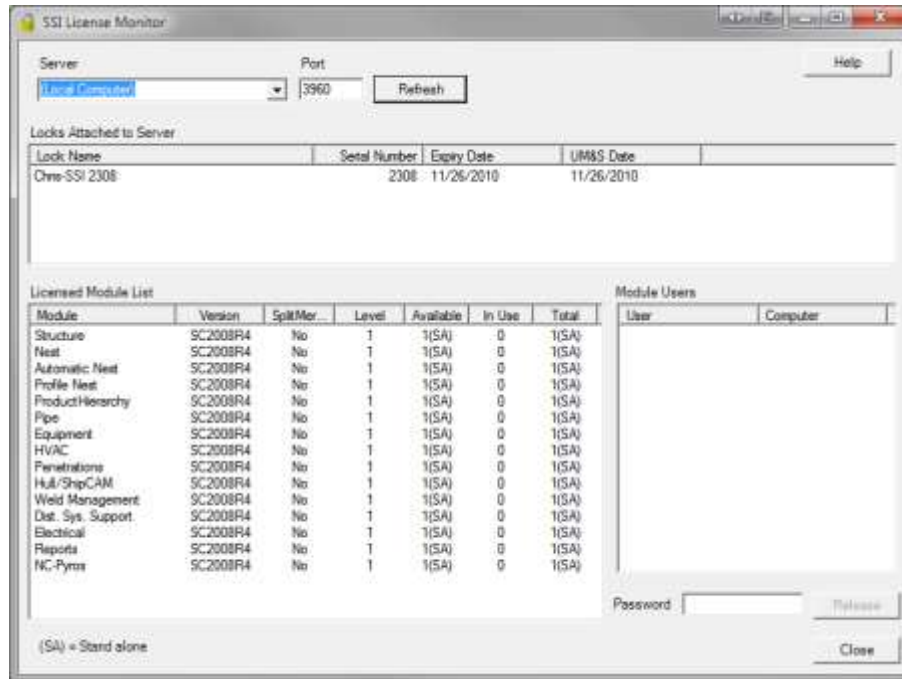 SSI License Monitor
Server Port Help
(Local Computer) 3960 Refresh
Locks Attached to Server
Lock Name Serial Number Expiry Date UM&S Date
Chris-SSI 2308 2308 11/26/2010 11/26/2010
Licensed Module List Module Users
Module Version SplitMer... Level Available In Use Total User Computer
Structure SC2008R4 No 1 1(SA) 0 1(SA)
Nest SC2008R4 No 1 1(SA) 0 1(SA)
Automatic Nest SC2008R4 No 1 1(SA) 0 1(SA)
Profile Nest SC2008R4 No 1 1(SA) 0 1(SA)
ProductHierarchy SC2008R4 No 1 1(SA) 0 1(SA)
Pipe SC2008R4 No 1 1(SA) 0 1(SA)
Equipment SC2008R4 No 1 1(SA) 0 1(SA)
HVAC SC2008R4 No 1 1(SA) 0 1(SA)
Penetrations SC2008R4 No 1 1(SA) 0 1(SA)
Hull/ShipCAM SC2008R4 No 1 1(SA) 0 1(SA)
Weld Management SC2008R4 No 1 1(SA) 0 1(SA)
Dist. Sys. Support SC2008R4 No 1 1(SA) 0 1(SA)
Electrical SC2008R4 No 1 1(SA) 0 1(SA)
Reports SC2008R4 No 1 1(SA) 0 1(SA)
NC-Pyros SC2008R4 No 1 1(SA) 0 1(SA)
Password Release
(SA) = Stand alone Close